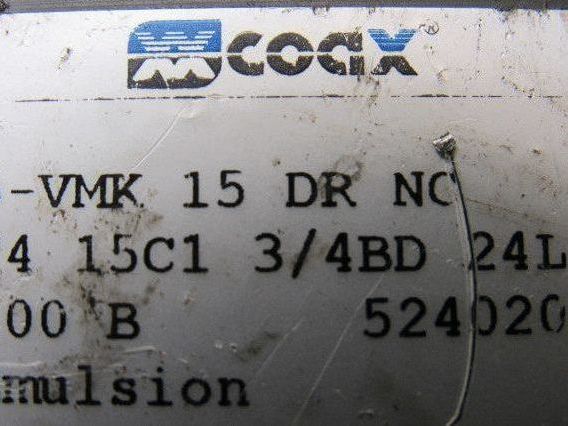 coax®
-VMK 15 DR NC
4 15C1 3/4BD 24L
00 B 524020
mulsion